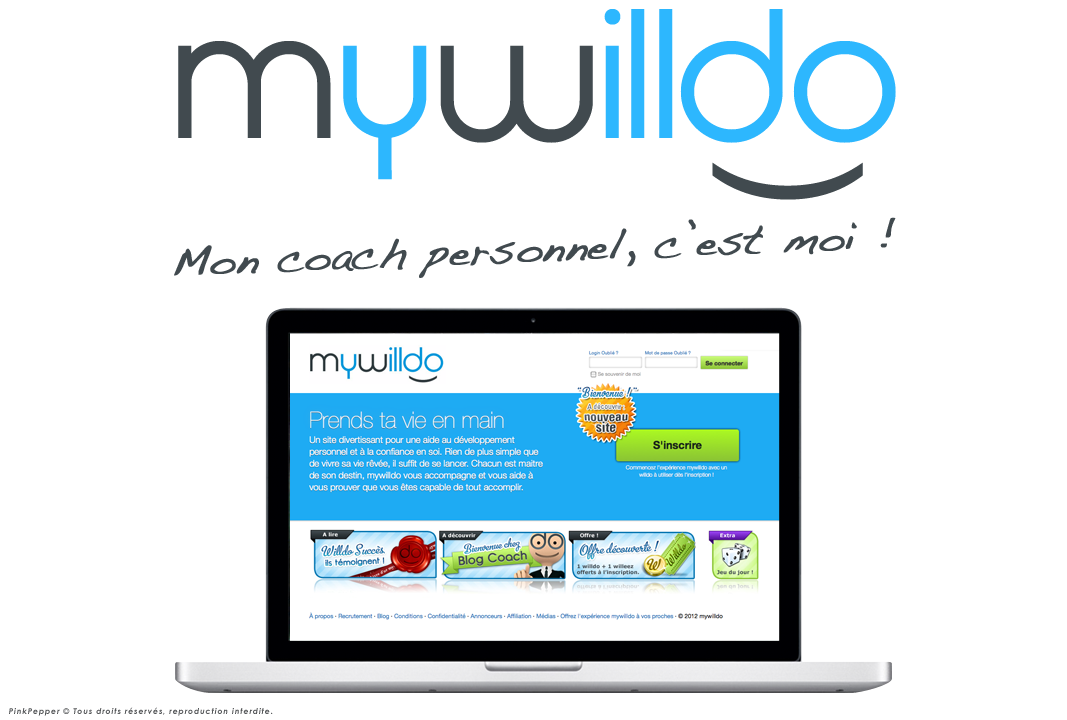 mywilldo
Mon coach personnel, c'est moi !
mywilldo
Login Oublié ?
Mot de passe Oublié ?
Se connecter
Se souvenir de moi
"Bienvenue !"
A découvrir :
nouveau
site
Prends ta vie en main
Un site divertissant pour une aide au développement
personnel et à la confiance en soi. Rien de plus simple que
de vivre sa vie rêvée, il suffit de se lancer. Chacun est maitre
de son destin, mywilldo vous accompagne et vous aide à
vous prouver que vous êtes capable de tout accomplir.
S'inscrire
Commencez l'expérience mywilldo avec un
willdo à utiliser dès l'inscription !
A lire
Willdo Succès,
ils témoignent !
do
A découvrir
Bienvenue chez
Blog Coach
Offre !
Offre découverte !
1 willdo + 1 willeez
offerts à l'inscription.
W
Willdo
Extra
Jeu du jour !
À propos - Recrutement - Blog - Conditions - Confidentialité - Annonceurs - Affiliation - Médias - Offrez l'expérience mywilldo à vos proches - © 2012 mywilldo
PinkPepper © Tous droits réservés, reproduction interdite.